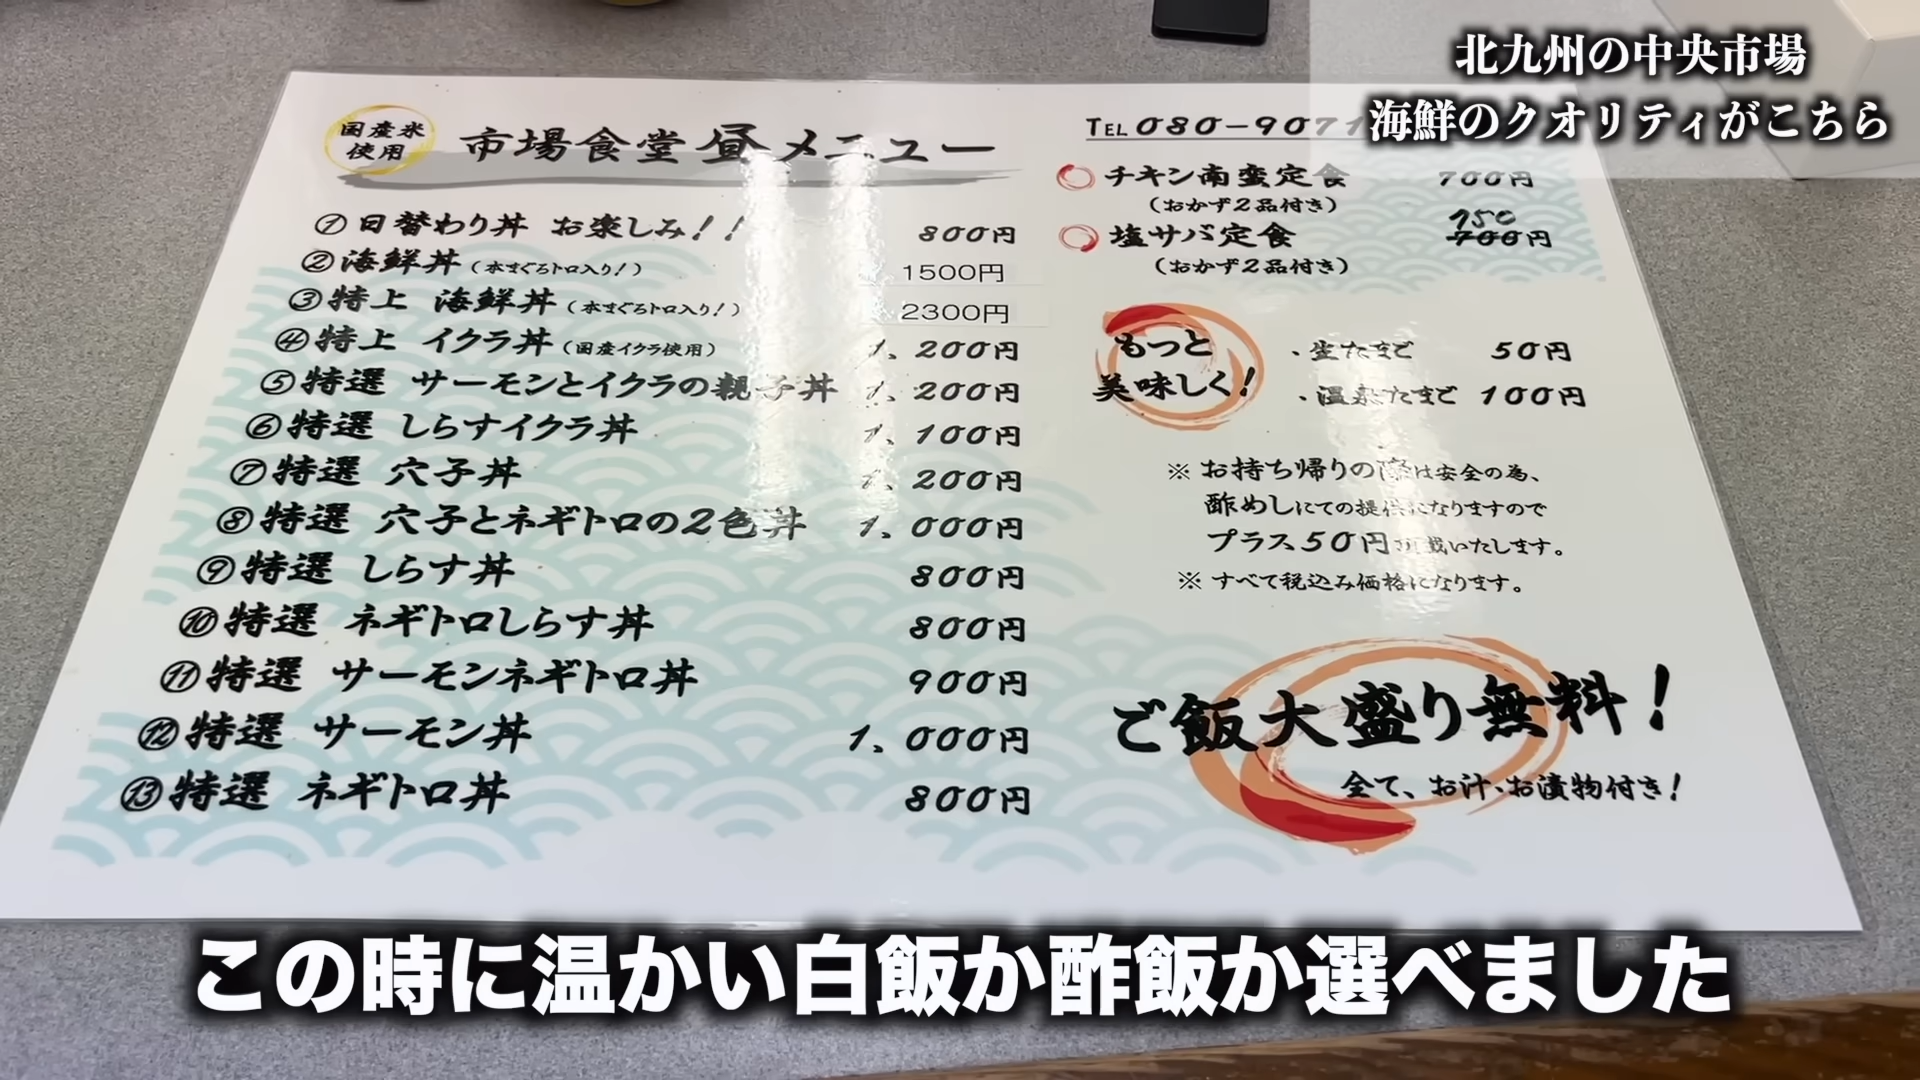 北九州の中央市場
海鮮のクオリティがこちら
国産米
使用
市場食堂 昼メニュー
TEL 080-9071
①日替わり丼 お楽しみ!! 800円
②海鮮丼(本まぐろトロ入り!) 1500円
③特上 海鮮丼(本まぐろトロ入り!) 2300円
④特上 イクラ丼(国産イクラ使用) 1、200円
⑤特選 サーモンとイクラの親子丼 1、200円
⑥特選 しらすイクラ丼 1、100円
⑦特選 穴子丼 1、200円
⑧特選 穴子とネギトロの2色丼 1、000円
⑨特選 しらす丼 800円
⑩特選 ネギトロしらす丼 800円
⑪特選 サーモンネギトロ丼 900円
⑫特選 サーモン丼 1、000円
⑬特選 ネギトロ丼 800円
チキン南蛮定食 700円
(おかず2品付き)
750
塩サバ定食 700円
(おかず2品付き)
もっと
美味しく!
・生たまご 50円
・温泉たまご 100円
※お持ち帰りの際は安全の為、
酢めしにての提供になりますので
プラス50円頂戴いたします。
※すべて税込み価格になります。
ご飯大盛り無料!
全て、お汁、お漬物付き!
この時に温かい白飯か酢飯か選べました